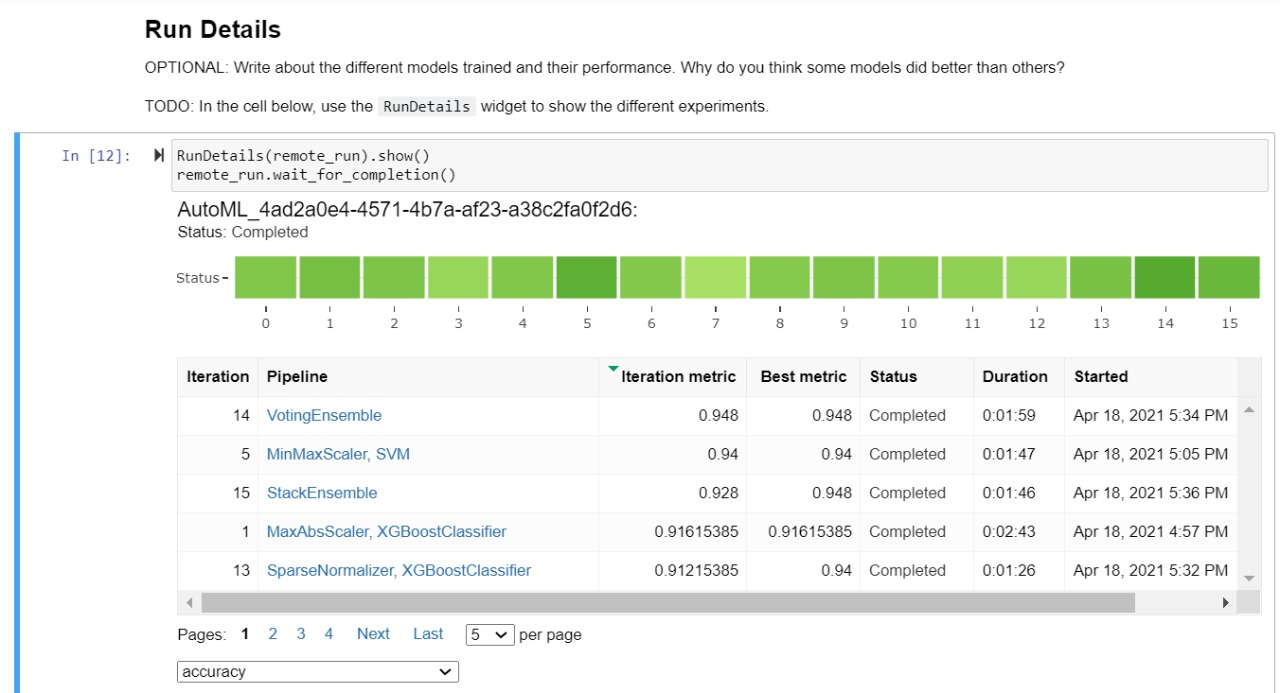 Run Details
OPTIONAL: Write about the different models trained and their performance. Why do you think some models did better than others?
TODO: In the cell below, use the RunDetails widget to show the different experiments.
In [12]:
RunDetails(remote_run).show()
remote_run.wait_for_completion()
AutoML_4ad2a0e4-4571-4b7a-af23-a38c2fa0f2d6:
Status: Completed
Status
0 1 2 3 4 5 6 7 8 9 10 11 12 13 14 15
Iteration Pipeline Iteration metric Best metric Status Duration Started
14 VotingEnsemble 0.948 0.948 Completed 0:01:59 Apr 18, 2021 5:34 PM
5 MinMaxScaler, SVM 0.94 0.94 Completed 0:01:47 Apr 18, 2021 5:05 PM
15 StackEnsemble 0.928 0.948 Completed 0:01:46 Apr 18, 2021 5:36 PM
1 MaxAbsScaler, XGBoostClassifier 0.91615385 0.91615385 Completed 0:02:43 Apr 18, 2021 4:57 PM
13 SparseNormalizer, XGBoostClassifier 0.91215385 0.94 Completed 0:01:26 Apr 18, 2021 5:32 PM
Pages: 1 2 3 4 Next Last 5 per page
accuracy